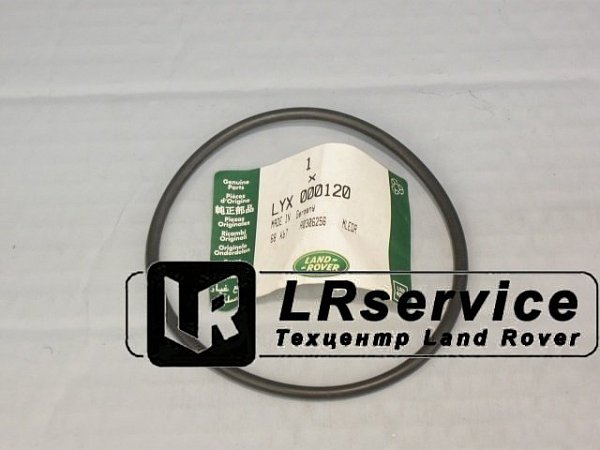 1
×
LYX 000120
MADE IN Germany
Genuine
Parts
Pièces
d'Origine
純正部品
Piezas
Originales
Ricambi
Originali
Originele
Onderdelen
LAND
ROVER
LR
LRservice
Техцентр Land Rover